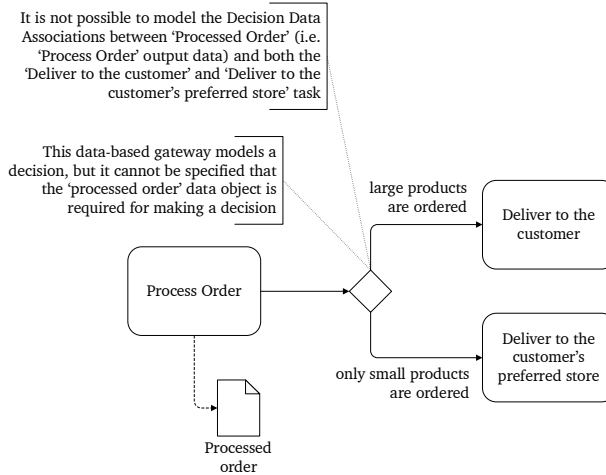 It is not possible to model the Decision Data
Associations between ‘Processed Order’ (i.e.
‘Process Order’ output data) and both the
‘Deliver to the customer’ and ‘Deliver to the
customer’s preferred store’ task
This data-based gateway models a
decision, but it cannot be specified that
the ‘processed order’ data object is
required for making a decision
large products
are ordered
Deliver to the
customer
Process Order
Deliver to the
customer’s
preferred store
only small products
are ordered
Processed
order